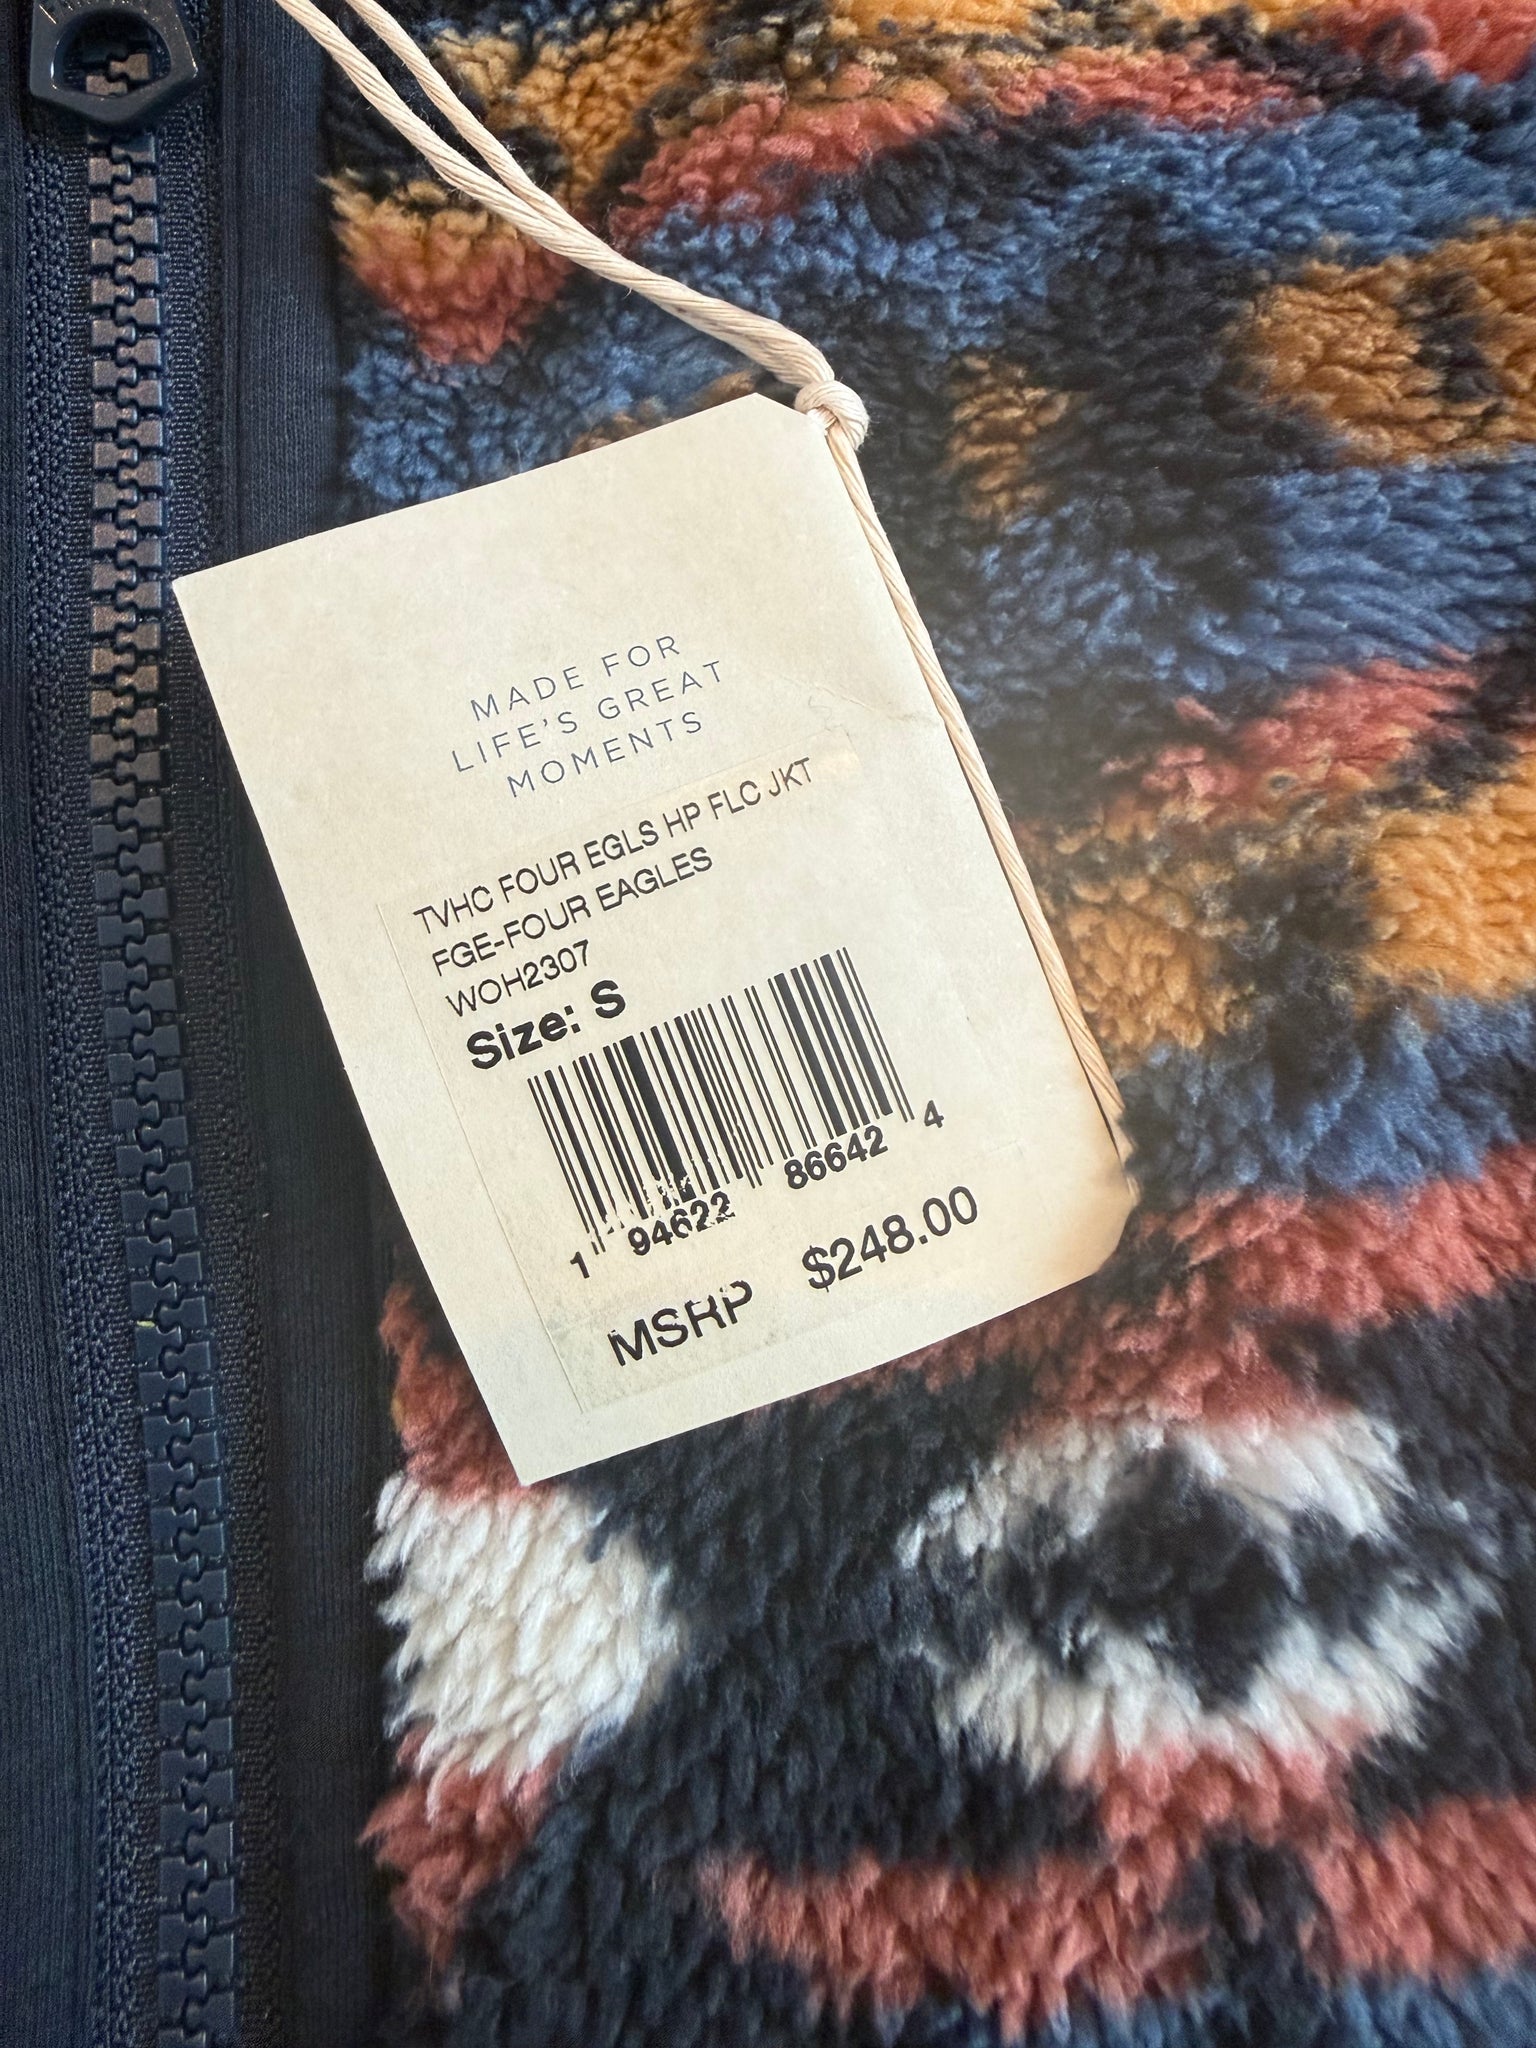 MADE FOR
LIFE'S GREAT
MOMENTS
TVHC FOUR EGLS HP FLC JKT
FGE-FOUR EAGLES
WOH2307
Size: S
1 94622 86642 4
MSRP $248.00